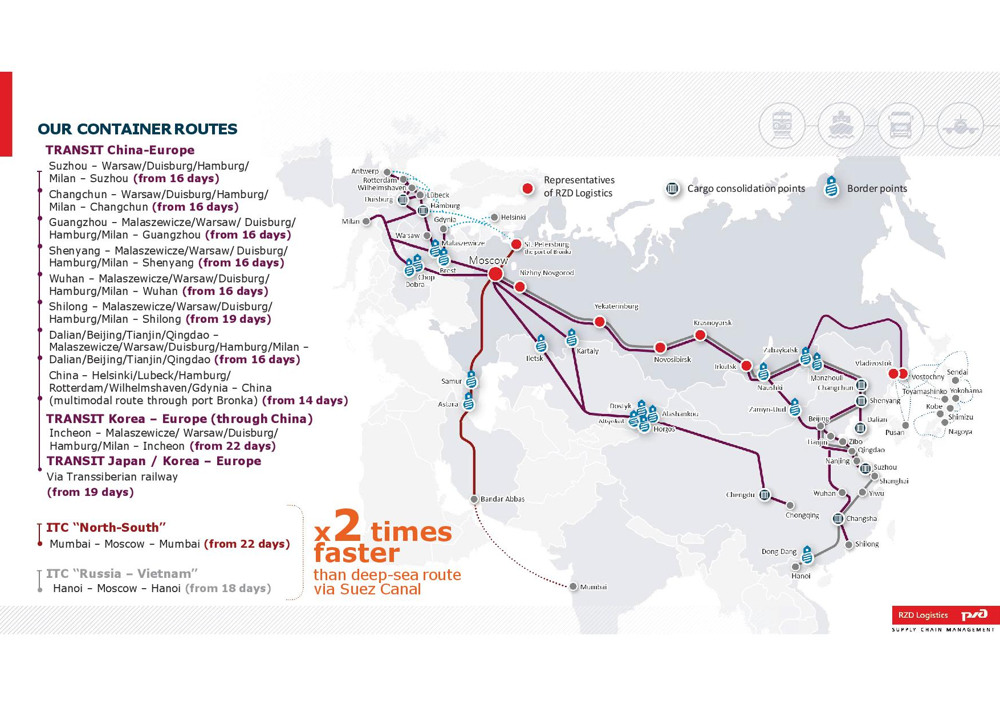 OUR CONTAINER ROUTES
TRANSIT China-Europe
Suzhou – Warsaw/Duisburg/Hamburg/
Milan – Suzhou (from 16 days)
Changchun – Warsaw/Duisburg/Hamburg/
Milan – Changchun (from 16 days)
Guangzhou – Malaszewicze/Warsaw/ Duisburg/
Hamburg/Milan – Guangzhou (from 16 days)
Shenyang – Malaszewicze/Warsaw/ Duisburg/
Hamburg/Milan – Shenyang (from 16 days)
Wuhan – Malaszewicze/Warsaw/Duisburg/
Hamburg/Milan – Wuhan (from 16 days)
Shilong – Malaszewicze/Warsaw/Duisburg/
Hamburg/Milan – Shilong (from 19 days)
Dalian/Beijing/Tianjin/Qingdao –
Malaszewicze/Warsaw/Duisburg/Hamburg/Milan –
Dalian/Beijing/Tianjin/Qingdao (from 16 days)
China – Helsinki/Lubeck/Hamburg/
Rotterdam/Wilhelmshaven/Gdynia – China
(multimodal route through port Bronka) (from 14 days)
TRANSIT Korea – Europe (through China)
Incheon – Malaszewicze/ Warsaw/Duisburg/
Hamburg/Milan – Incheon (from 22 days)
TRANSIT Japan / Korea – Europe
Via Transsiberian railway
(from 19 days)
ITC “North-South”
Mumbai – Moscow – Mumbai (from 22 days)
ITC “Russia – Vietnam”
Hanoi – Moscow – Hanoi (from 18 days)
x2 times
faster
than deep-sea route
via Suez Canal
Representatives
of RZD Logistics
Cargo consolidation points
Border points
Antwerp
Rotterdam
Wilhelmshaven
Lübeck
Duisburg
Hamburg
Milan
Gdynia
Helsinki
Warsaw
Małaszewicze
St. Petersburg
the port of Bronka
Moscow
Brest
Chop
Dobra
Nizhny Novgorod
Yekaterinburg
Krasnoyarsk
Iletsk
Kartaly
Novosibirsk
Irkutsk
Zabaykalsk
Naushki
Manzhouli
Vladivostok
Vostochny
Sendai
Changchun
Toyamashinko
Yokohama
Samur
Astara
Dostyk
Alashankou
Altynkol
Horgos
Zamyn-Uud
Shenyang
Kobe
Shimizu
Beijing
Dalian
Pusan
Nagoya
Tianjin
Zibo
Qingdao
Nanjing
Suzhou
Shanghai
Bandar Abbas
Chengdu
Wuhan
Yiwu
Chongqing
Changsha
Shilong
Dong Dang
Hanoi
Mumbai
RZD Logistics
SUPPLY CHAIN MANAGEMENT